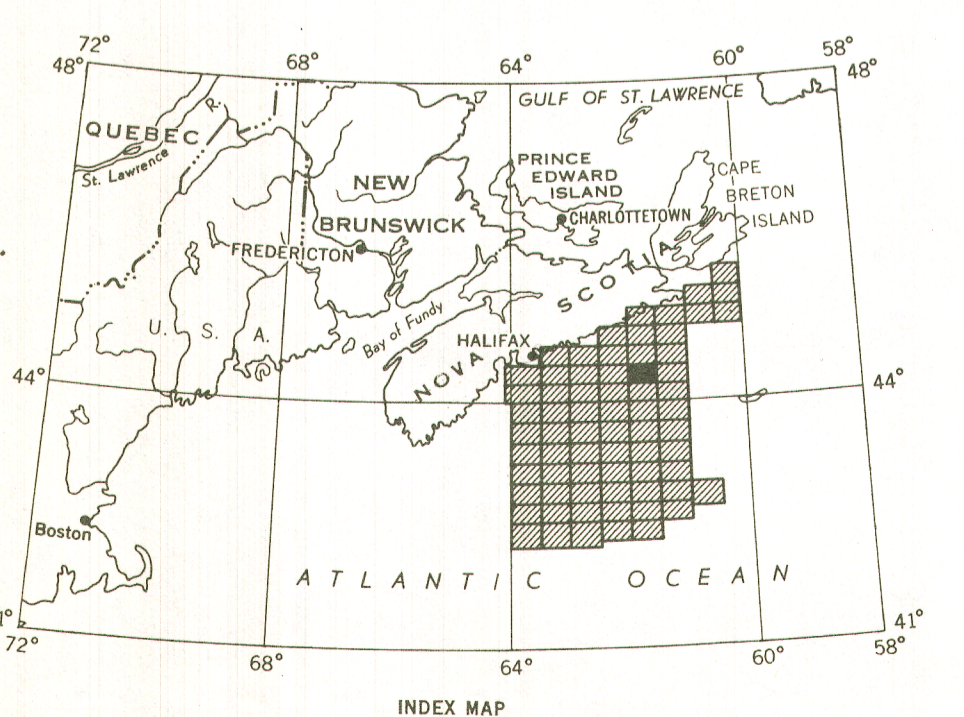 72°
68°
64°
60°
58°
48°
48°
GULF OF ST. LAWRENCE
QUEBEC
R.
St. Lawrence
PRINCE
EDWARD
ISLAND
CAPE
BRETON
ISLAND
NEW
BRUNSWICK
CHARLOTTETOWN
FREDERICTON
U. S. A.
Bay of Fundy
NOVA SCOTIA
HALIFAX
44°
44°
Boston
ATLANTIC OCEAN
1°
41°
72°
68°
64°
60°
58°
INDEX MAP